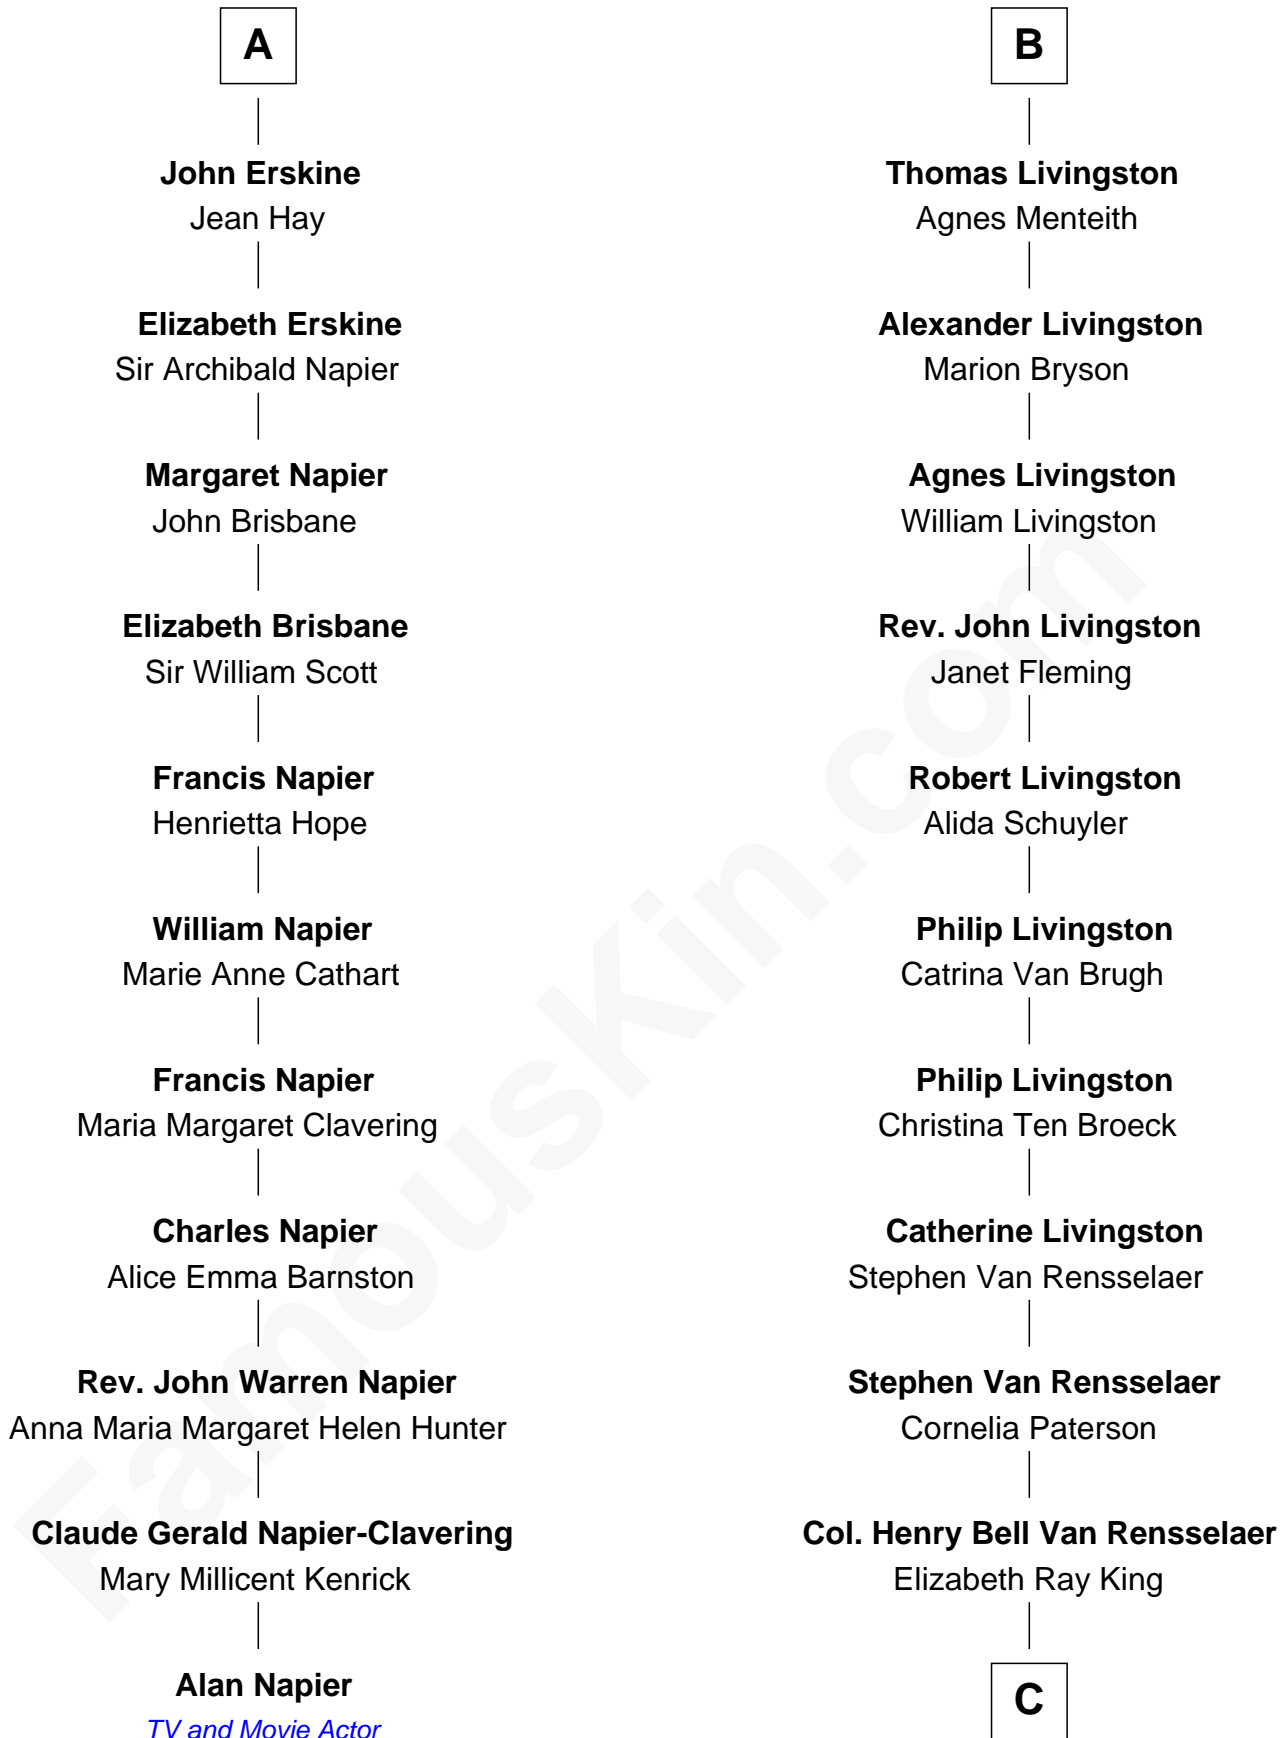 A
John Erskine
Jean Hay
Elizabeth Erskine
Sir Archibald Napier
Margaret Napier
John Brisbane
Elizabeth Brisbane
Sir William Scott
Francis Napier
Henrietta Hope
William Napier
Marie Anne Cathart
Francis Napier
Maria Margaret Clavering
Charles Napier
Alice Emma Barnston
Rev. John Warren Napier
Anna Maria Margaret Helen Hunter
Claude Gerald Napier-Clavering
Mary Millicent Kenrick
Alan Napier
TV and Movie Actor
B
Thomas Livingston
Agnes Menteith
Alexander Livingston
Marion Bryson
Agnes Livingston
William Livingston
Rev. John Livingston
Janet Fleming
Robert Livingston
Alida Schuyler
Philip Livingston
Catrina Van Brugh
Philip Livingston
Christina Ten Broeck
Catherine Livingston
Stephen Van Rensselaer
Stephen Van Rensselaer
Cornelia Paterson
Col. Henry Bell Van Rensselaer
Elizabeth Ray King
C
FamousKin.com